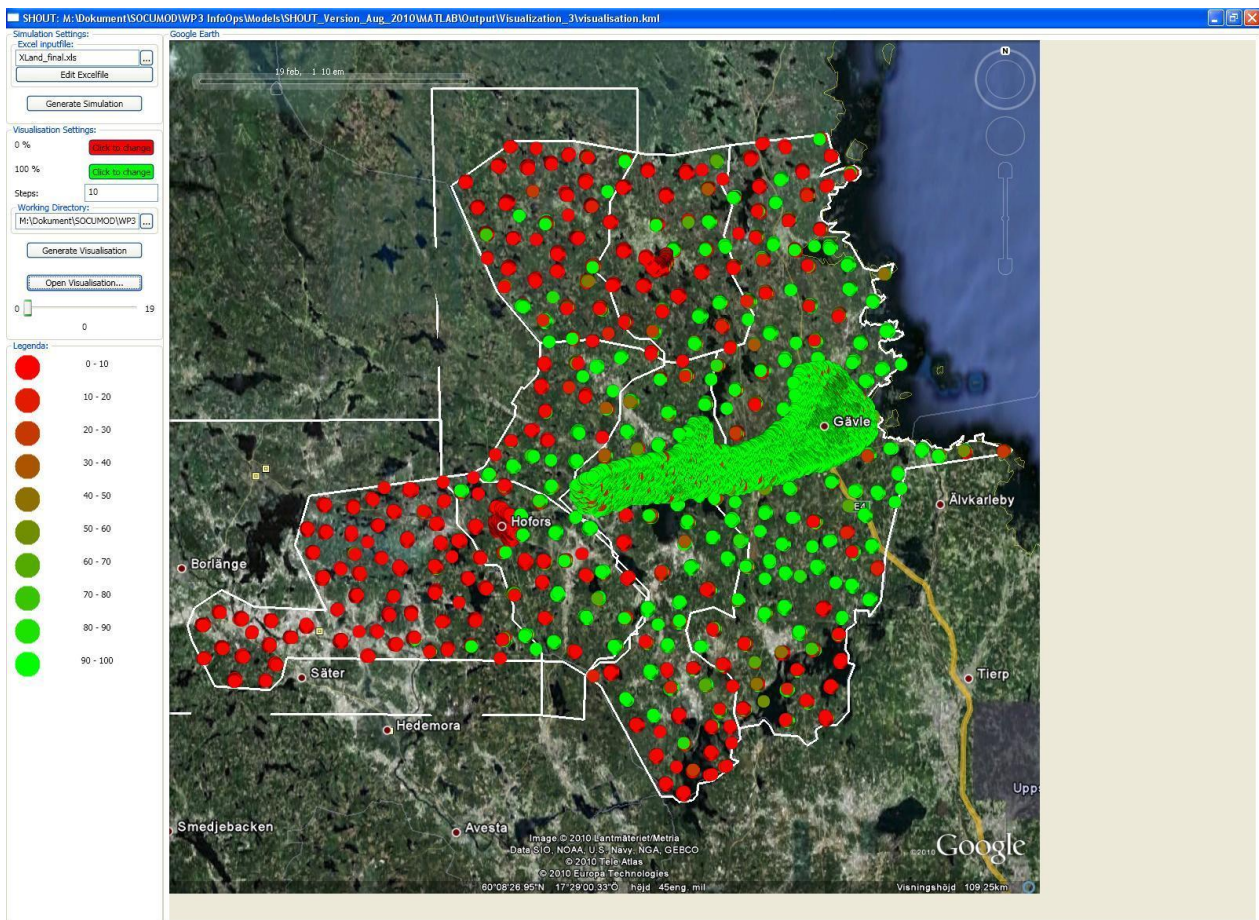 SHOUT: M:\Dokument\SOCUMOD\WP3 InfoOps\Models\SHOUT_Version_Aug_2010\MATLAB\Output\Visualization_3\visualisation.kml
Simulation Settings:
Excel inputfile:
XLand_final.xls
...
Edit Excelfile
Generate Simulation
Visualisation Settings:
0 %
Click to change
100 %
Click to change
Steps:
10
Working Directory:
M:\Dokument\SOCUMOD\WP3
...
Generate Visualisation
Open Visualisation...
0
19
0
Legenda:
0 - 10
10 - 20
20 - 30
30 - 40
40 - 50
50 - 60
60 - 70
70 - 80
80 - 90
90 - 100
Google Earth
19 feb, 1 10 em
N
Gävle
E4
Älvkarleby
Hofors
Borlänge
Säter
Tierp
Hedemora
Upps
Smedjebacken
Avesta
Image © 2010 Lantmäteriet/Metria
Data SIO, NOAA, U.S. Navy, NGA, GEBCO
© 2010 Tele Atlas
© 2010 Europa Technologies
©2010 Google
60°08'26.95"N 17°29'00.33"O höjd 45eng. mil
Visningshöjd 109.25km